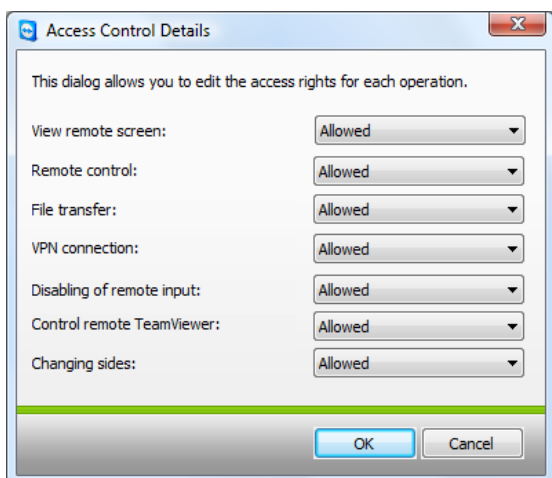 Access Control Details
This dialog allows you to edit the access rights for each operation.
View remote screen: Allowed
Remote control: Allowed
File transfer: Allowed
VPN connection: Allowed
Disabling of remote input: Allowed
Control remote TeamViewer: Allowed
Changing sides: Allowed
OK Cancel